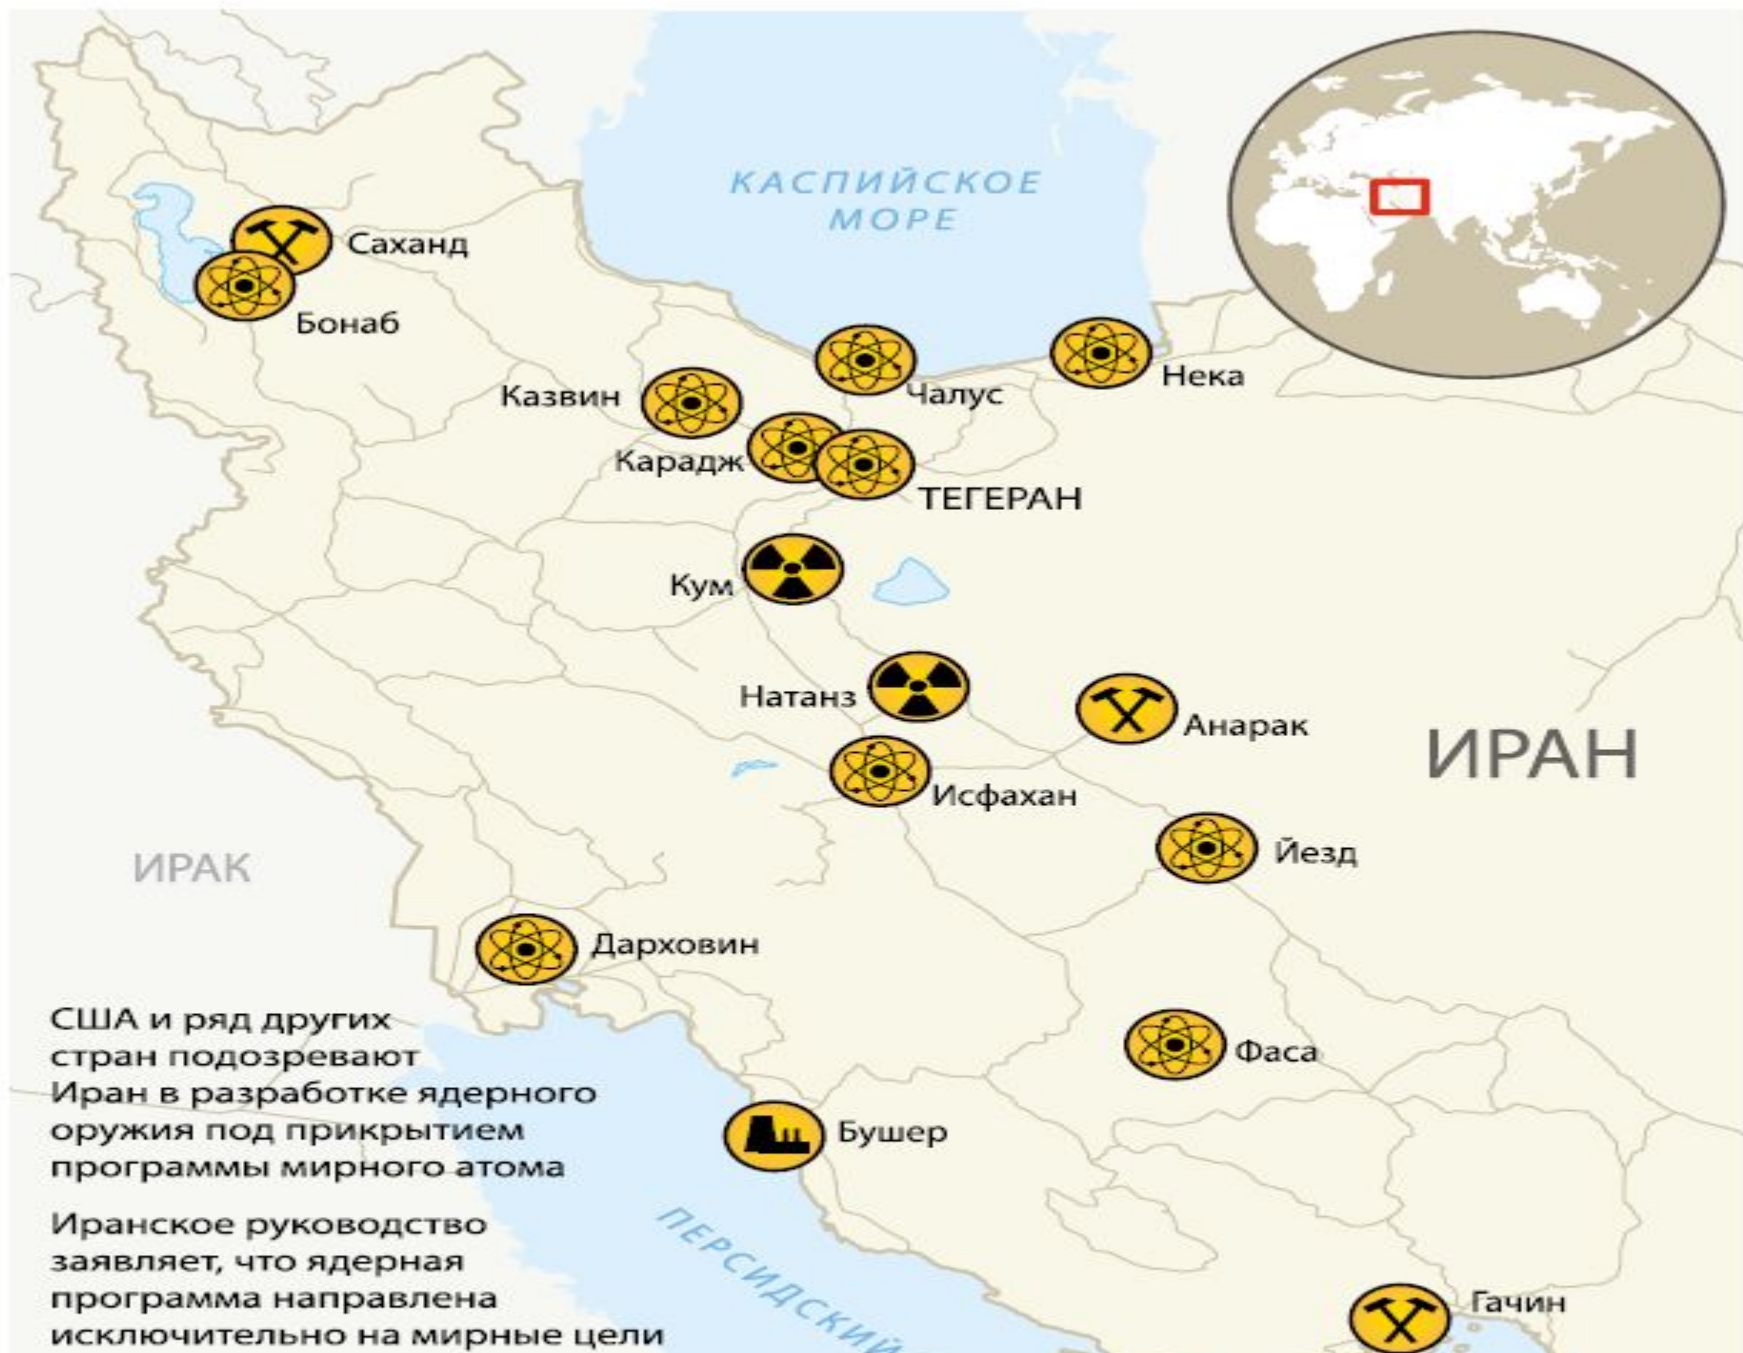 КАСПИЙСКОЕ
МОРЕ
Саханд
Бонаб
Казвин
Чалус
Нека
Карадж
ТЕГЕРАН
Кум
Натанз
Анарак
ИРАН
Исфахан
Йезд
ИРАК
Дарховин
США и ряд других
стран подозревают
Иран в разработке ядерного
оружия под прикрытием
программы мирного атома
Фаса
Бушер
Иранское руководство
заявляет, что ядерная
программа направлена
исключительно на мирные цели
ПЕРСИДСКИЙ
Гачин